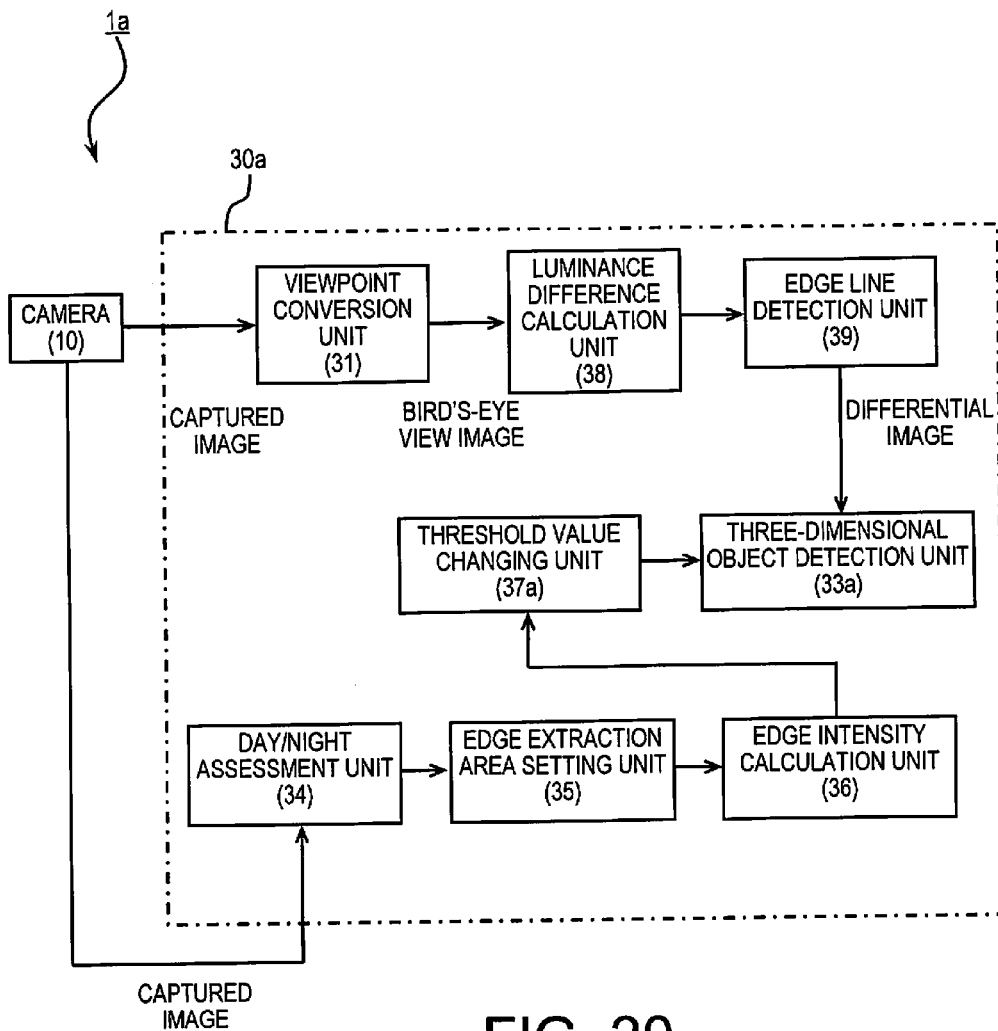 1a
30a
CAMERA
(10)
VIEWPOINT
CONVERSION
UNIT
(31)
LUMINANCE
DIFFERENCE
CALCULATION
UNIT
(38)
EDGE LINE
DETECTION UNIT
(39)
CAPTURED
IMAGE
BIRD'S-EYE
VIEW IMAGE
DIFFERENTIAL
IMAGE
THRESHOLD VALUE
CHANGING UNIT
(37a)
THREE-DIMENSIONAL
OBJECT DETECTION UNIT
(33a)
DAY/NIGHT
ASSESSMENT UNIT
(34)
EDGE EXTRACTION
AREA SETTING UNIT
(35)
EDGE INTENSITY
CALCULATION UNIT
(36)
CAPTURED
IMAGE